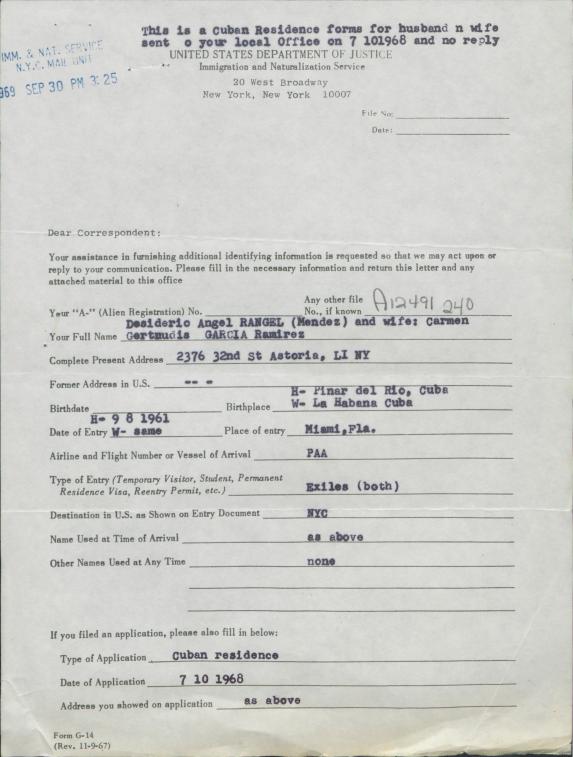 This is a Cuban Residence forms for husband n wife
sent o your local Office on 7 101968 and no reply
IMM. & NAT. SERVICE
N.Y.C. MAIL UNIT
969 SEP 30 PM 3:25
UNITED STATES DEPARTMENT OF JUSTICE
Immigration and Naturalization Service
20 West Broadway
New York, New York 10007
File No:
Date:
Dear Correspondent:
Your assistance in furnishing additional identifying information is requested so that we may act upon or
reply to your communication. Please fill in the necessary information and return this letter and any
attached material to this office
Your "A-" (Alien Registration) No. Any other file No., if known A12491 240
Desiderio Angel RANGEL (Mendez) and wife: Carmen
Your Full Name Gertrudis GARCIA Ramirez
Complete Present Address 2376 32nd St Astoria, LI NY
Former Address in U.S. -- -
H- Pinar del Rio, Cuba
Birthdate Birthplace W- La Habana Cuba
H- 9 8 1961
Date of Entry W- same Place of entry Miami,Fla.
Airline and Flight Number or Vessel of Arrival PAA
Type of Entry (Temporary Visitor, Student, Permanent
Residence Visa, Reentry Permit, etc.) Exiles (both)
Destination in U.S. as Shown on Entry Document NYC
Name Used at Time of Arrival as above
Other Names Used at Any Time none
If you filed an application, please also fill in below:
Type of Application Cuban residence
Date of Application 7 10 1968
Address you showed on application as above
Form G-14
(Rev. 11-9-67)